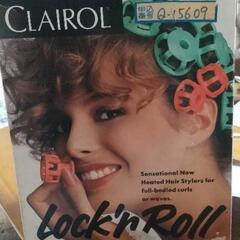 CLAIROL®
Q-15609
Sensational New
Heated Hair Stylers for
full-bodied curls
or waves.
Lock'n Roll